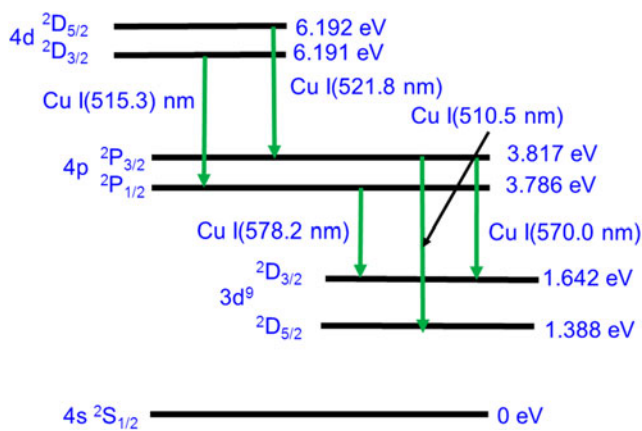 4d ²D₅/₂ 6.192 eV
²D₃/₂ 6.191 eV
Cu I(515.3) nm
Cu I(521.8 nm)
Cu I(510.5 nm)
4p ²P₃/₂ 3.817 eV
²P₁/₂ 3.786 eV
Cu I(578.2 nm)
Cu I(570.0 nm)
²D₃/₂ 1.642 eV
3d⁹
²D₅/₂ 1.388 eV
4s ²S₁/₂ 0 eV